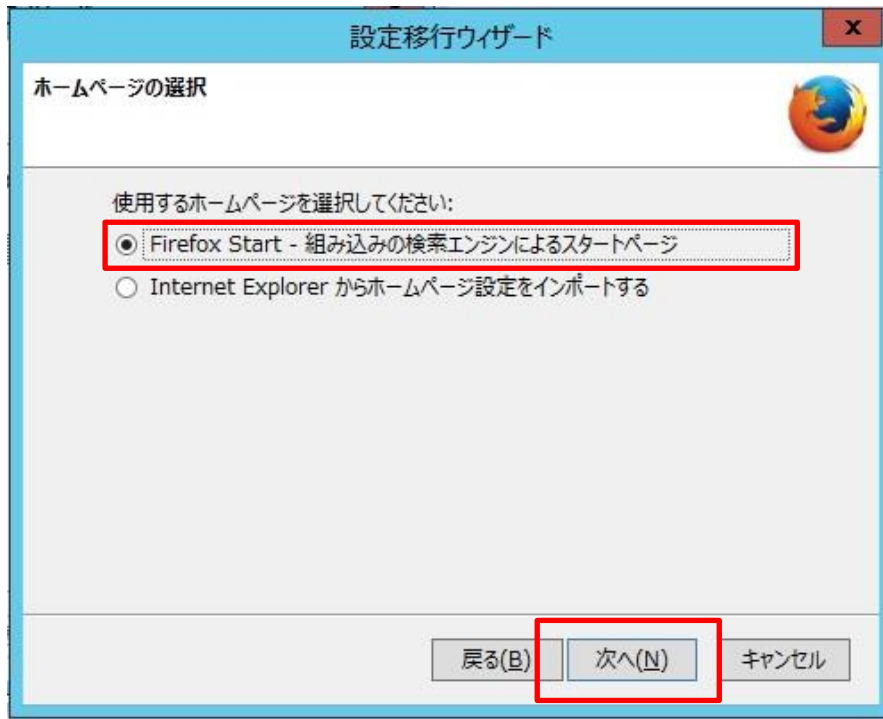 設定移行ウィザード
x
ホームページの選択
使用するホームページを選択してください:
Firefox Start - 組み込みの検索エンジンによるスタートページ
Internet Explorer からホームページ設定をインポートする
戻る(B) 次へ(N) キャンセル